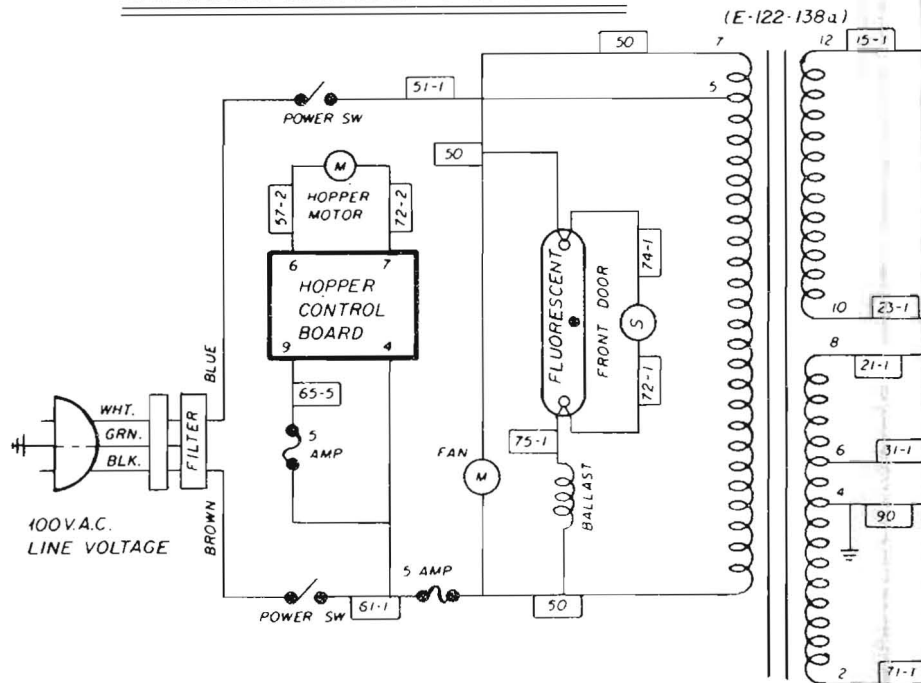 (E-122-138a)
50
7
12
15-1
51-1
5
POWER SW
50
M
HOPPER
MOTOR
57-2
72-2
6
7
HOPPER
CONTROL
BOARD
9
4
FLUORESCENT
FRONT DOOR
74-1
S
72-1
10
23-1
8
21-1
BLUE
65-5
WHT.
GRN.
BLK.
FILTER
5
AMP
75-1
FAN
M
BALLAST
6
31-1
4
90
100 V.A.C.
LINE VOLTAGE
BROWN
5 AMP
POWER SW
61-1
50
2
71-1